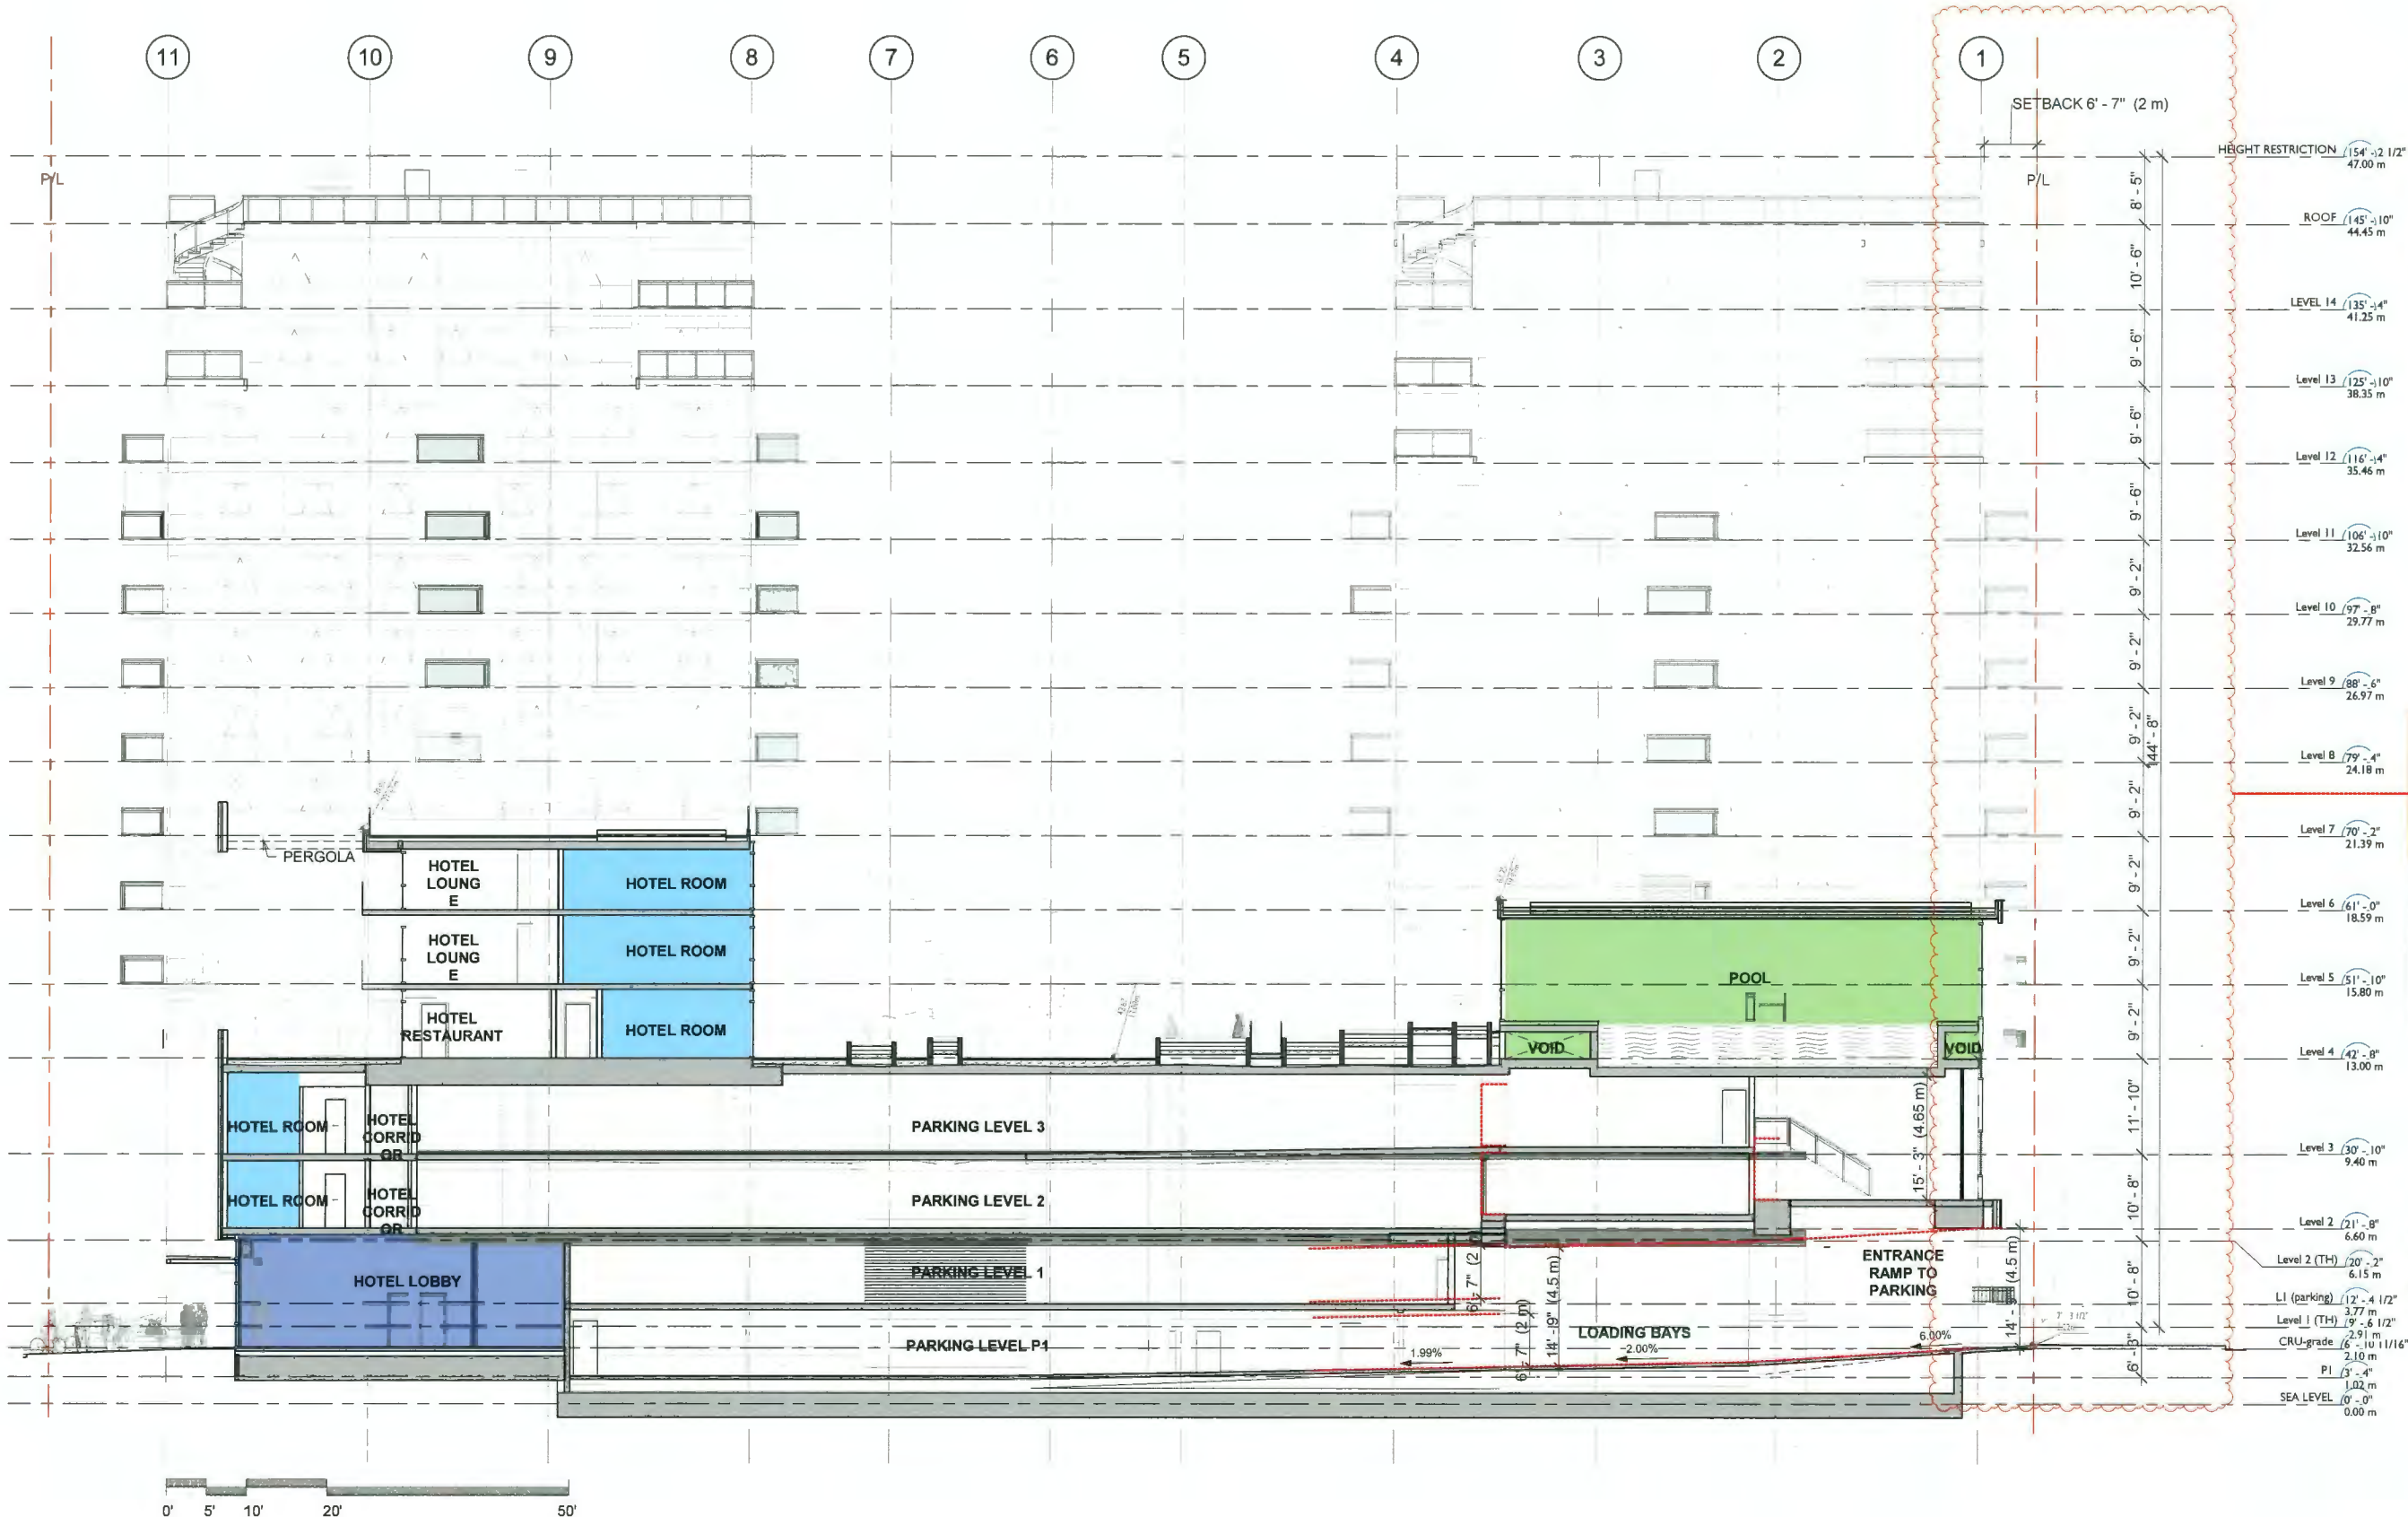 11
10
9
8
7
6
5
4
3
2
1
SETBACK 6' - 7" (2 m)
P/L
P/L
HEIGHT RESTRICTION 154' - 2 1/2"
47.00 m
8' - 5"
ROOF 145' - 10"
44.45 m
10' - 6"
LEVEL 14 135' - 4"
41.25 m
9' - 6"
Level 13 125' - 10"
38.35 m
9' - 6"
Level 12 116' - 4"
35.46 m
9' - 6"
Level 11 106' - 10"
32.56 m
9' - 2"
Level 10 97' - 8"
29.77 m
9' - 2"
Level 9 88' - 6"
26.97 m
9' - 2"
144' - 8"
Level 8 79' - 4"
24.18 m
9' - 2"
Level 7 70' - 2"
21.39 m
9' - 2"
Level 6 61' - 0"
18.59 m
9' - 2"
Level 5 51' - 10"
15.80 m
9' - 2"
Level 4 42' - 8"
13.00 m
11' - 10"
Level 3 30' - 10"
9.40 m
10' - 8"
Level 2 21' - 8"
6.60 m
Level 2 (TH) 20' - 2"
6.15 m
10' - 8"
L1 (parking) 12' - 4 1/2"
3.77 m
Level 1 (TH) 9' - 6 1/2"
2.91 m
CRU-grade 6' - 10 11/16"
2.10 m
6' - 3"
P1 3' - 4"
1.02 m
SEA LEVEL 0' - 0"
0.00 m
PERGOLA
HOTEL
LOUNG
E
HOTEL ROOM
HOTEL
LOUNG
E
HOTEL ROOM
HOTEL
RESTAURANT
HOTEL ROOM
POOL
VOID
VOID
HOTEL ROOM
HOTEL
CORRID
OR
PARKING LEVEL 3
15' - 3" (4.65 m)
HOTEL ROOM
HOTEL
CORRID
OR
PARKING LEVEL 2
HOTEL LOBBY
PARKING LEVEL 1
6' - 7" (2
14' - 9" (4.5 m)
ENTRANCE
RAMP TO
PARKING
14' - 9" (4.5 m)
PARKING LEVEL P1
6' - 7" (2 m)
LOADING BAYS
1.99%
2.00%
6.00%
0'
5'
10'
20'
50'